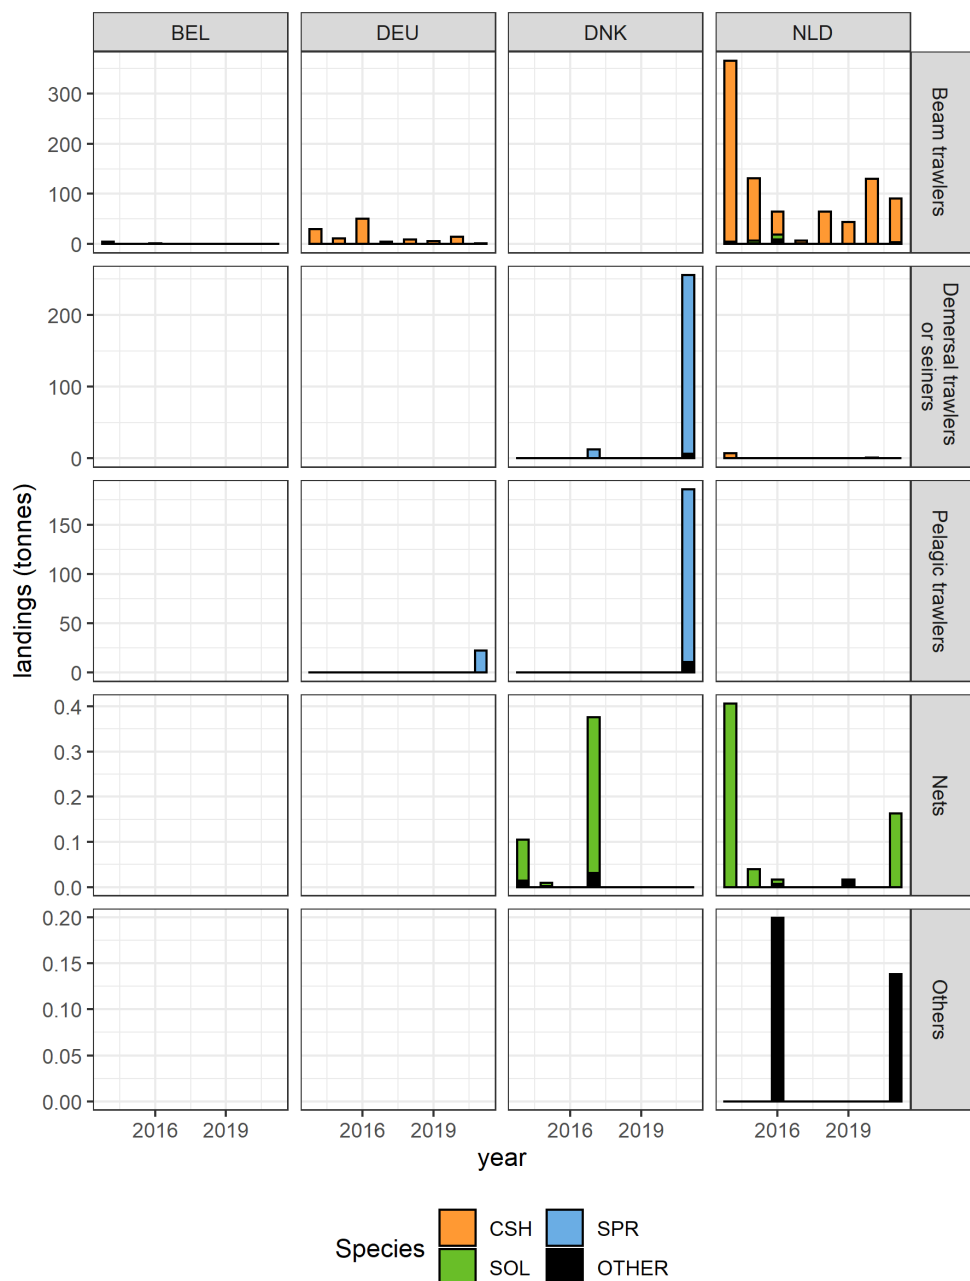 BEL DEU DNK NLD
300
200
100
0
Beam trawlers
200
100
0
Demersal trawlers
or seiners
landings (tonnes)
150
100
50
0
Pelagic trawlers
0.4
0.3
0.2
0.1
0.0
Nets
0.20
0.15
0.10
0.05
0.00
Others
2016 2019 2016 2019 2016 2019 2016 2019
year
Species
CSH SPR
SOL OTHER